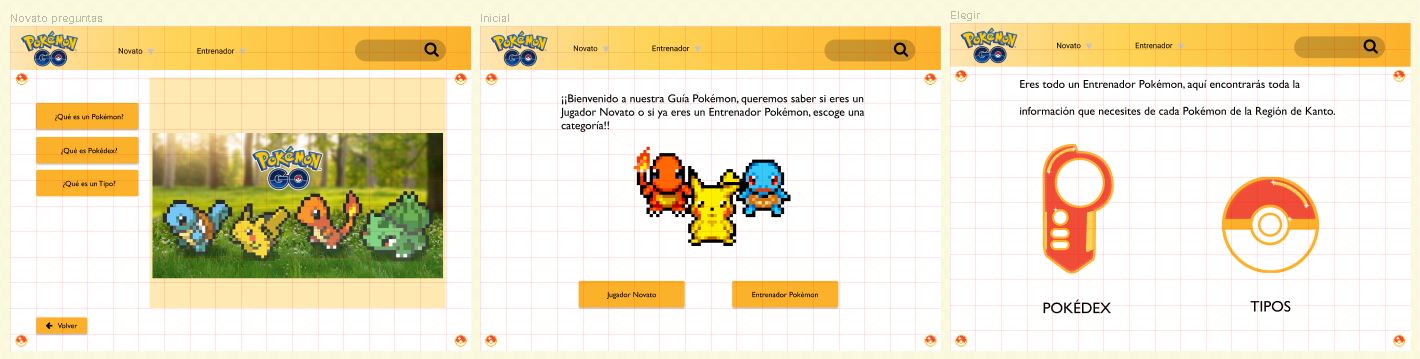 Novato preguntas
POKÉMON
GO
Novato
Entrenador
¿Qué es un Pokémon?
¿Qué es Pokédex?
¿Qué es un Tipo?
POKÉMON
GO
Volver
Inicial
POKÉMON
GO
Novato
Entrenador
¡¡Bienvenido a nuestra Guía Pokémon, queremos saber si eres un
Jugador Novato o si ya eres un Entrenador Pokémon, escoge una
categoría!!
Jugador Novato
Entrenador Pokémon
Elegir
POKÉMON
GO
Novato
Entrenador
Eres todo un Entrenador Pokémon, aquí encontrarás toda la
información que necesites de cada Pokémon de la Región de Kanto.
POKÉDEX
TIPOS